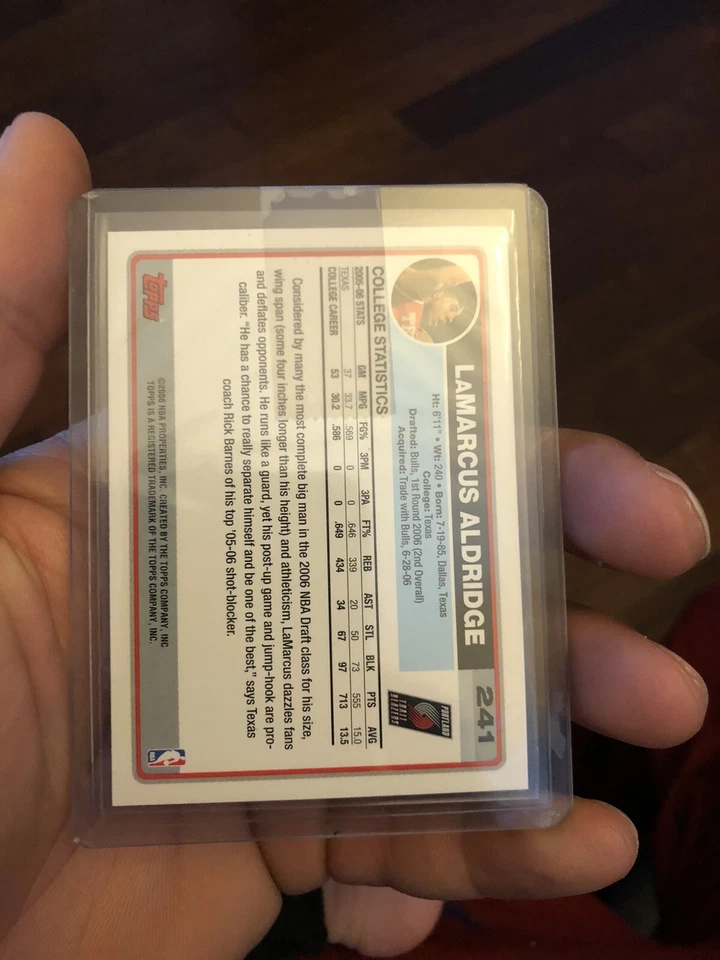 LAMARCUS ALDRIDGE
241
Ht: 6'11" • Wt: 240 • Born: 7-19-85, Dallas, Texas
College: Texas
Drafted: Bulls, 1st Round 2006 (2nd Overall)
Acquired: Trade with Bulls, 6-28-06
PORTLAND
TRAIL BLAZERS
COLLEGE STATISTICS
2005-06 STATS GM MPG FG% 3PM 3PA FT% REB AST STL BLK PTS AVG
TEXAS 37 33.7 .569 0 0 .646 339 20 50 73 555 15.0
COLLEGE CAREER 53 30.2 .586 0 0 .649 434 34 67 97 713 13.5
Considered by many the most complete big man in the 2006 NBA Draft class for his size,
wing span (some four inches longer than his height) and athleticism, LaMarcus dazzles fans
and deflates opponents. He runs like a guard, yet his post-up game and jump-hook are pro-
caliber. "He has a chance to really separate himself and be one of the best," says Texas
coach Rick Barnes of his top '05-06 shot-blocker.
topps
©2006 NBA PROPERTIES, INC. CREATED BY THE TOPPS COMPANY, INC
TOPPS IS A REGISTERED TRADEMARK OF THE TOPPS COMPANY, INC.
NBA